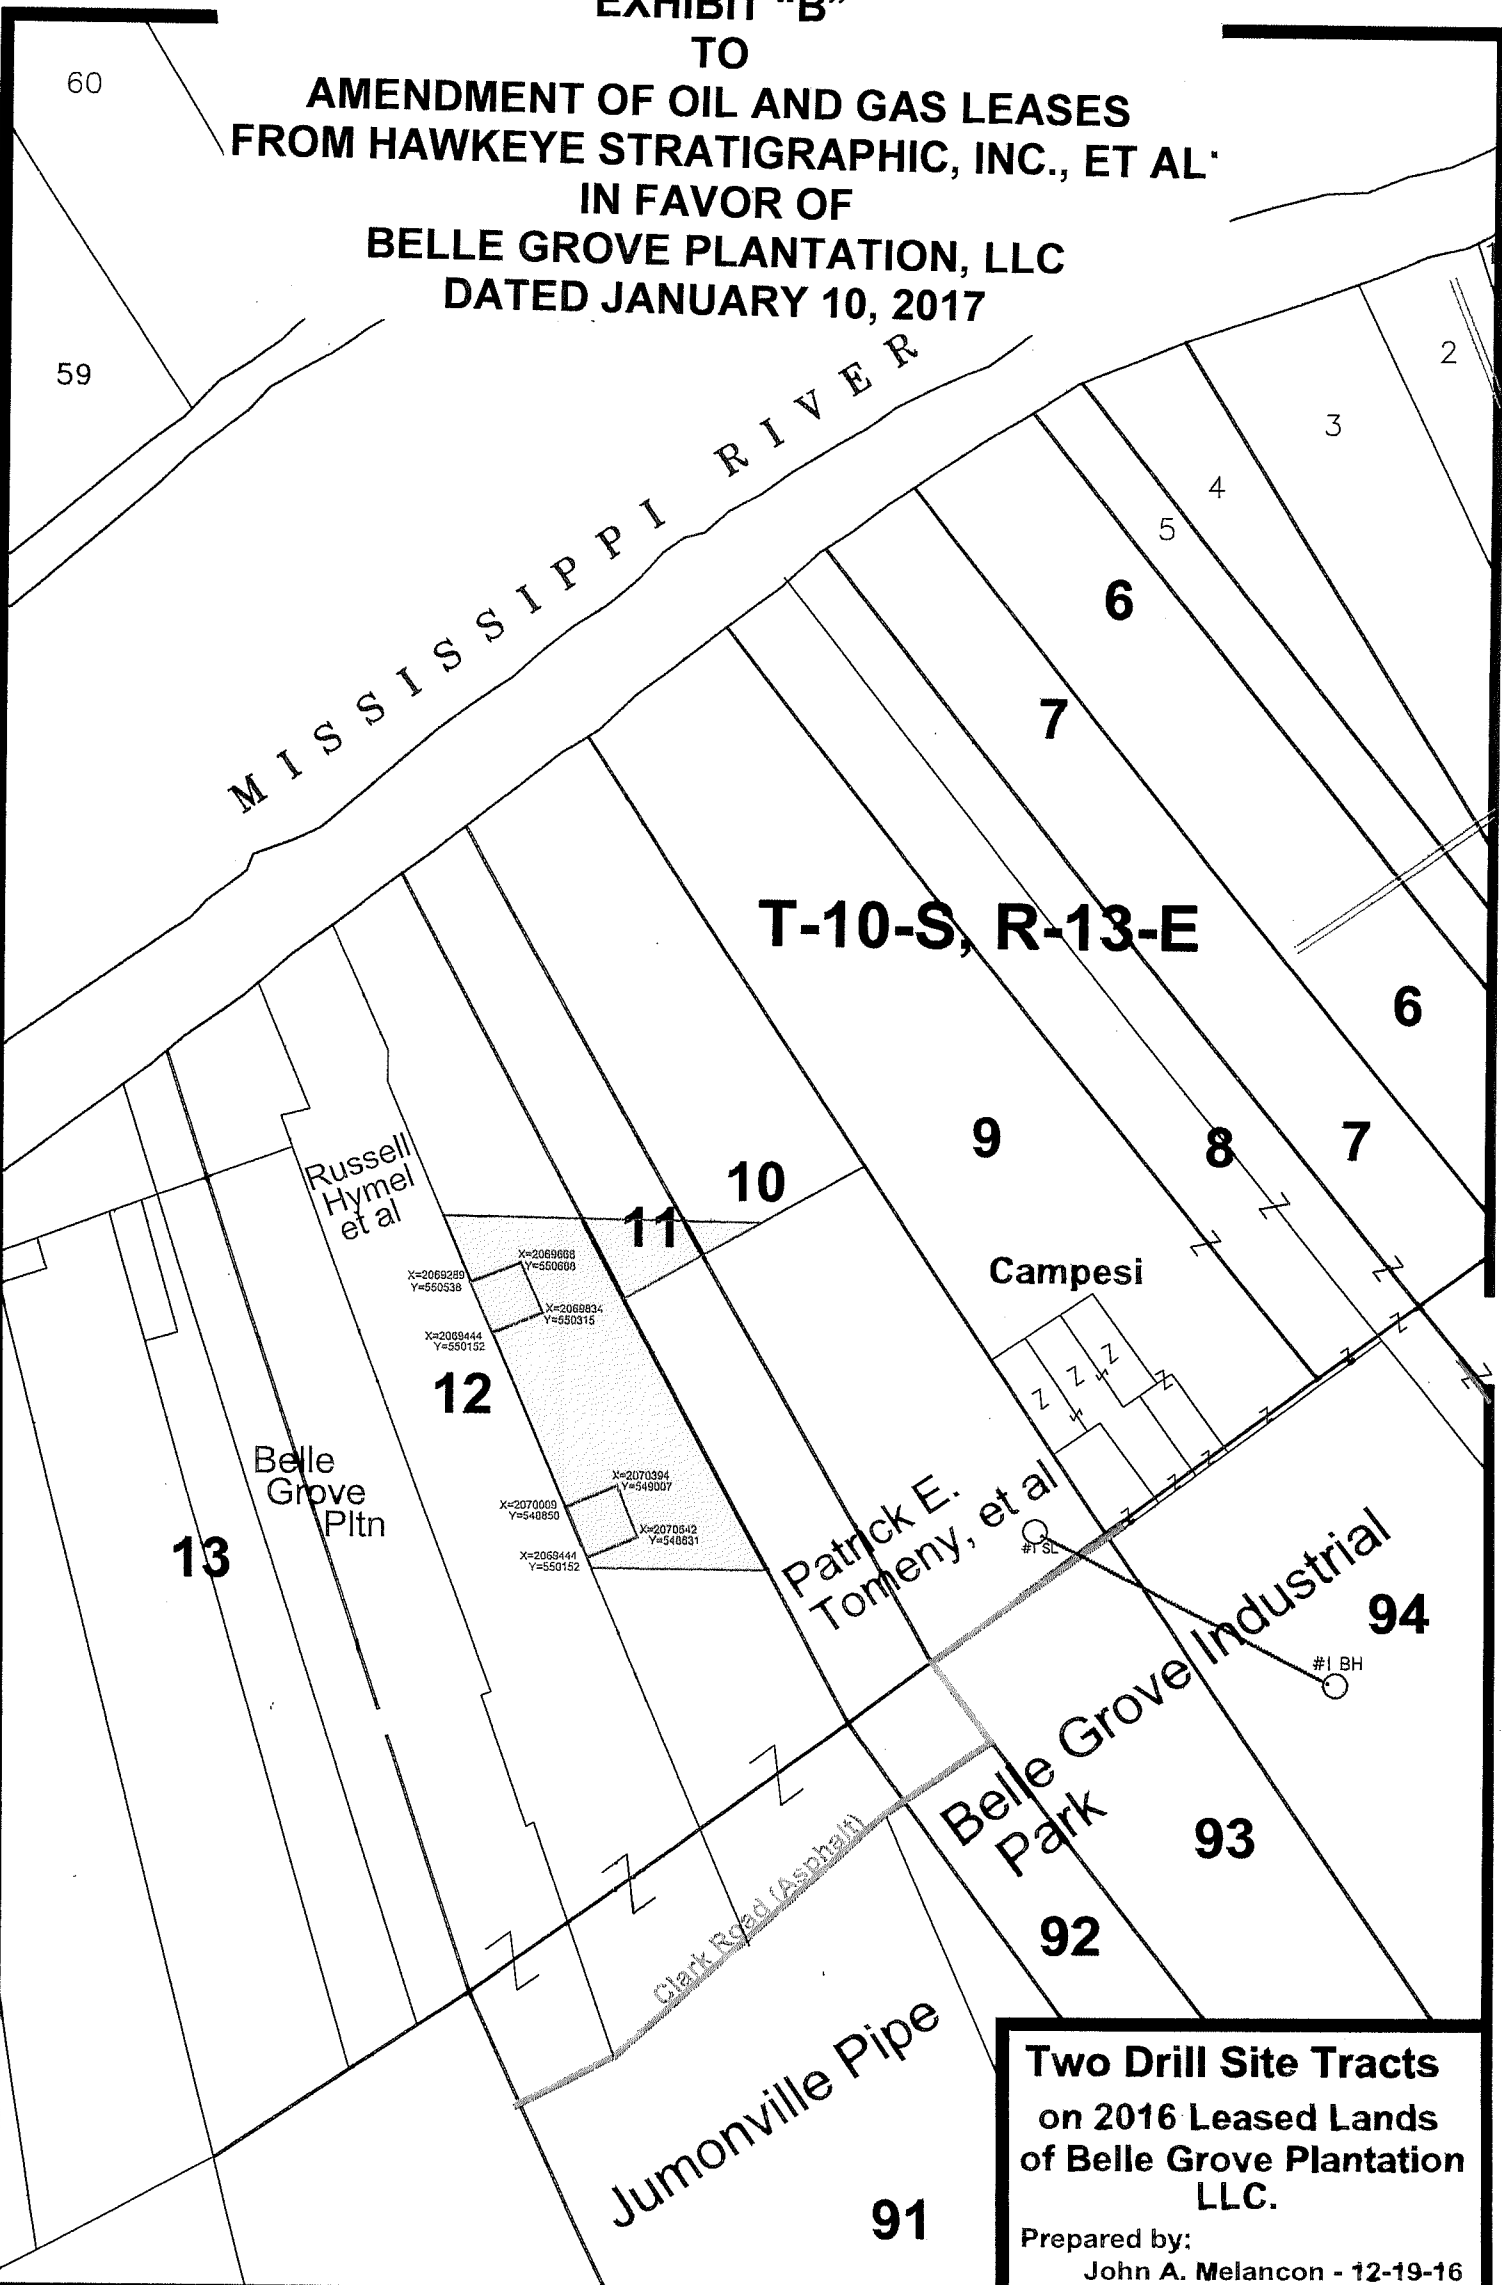 EXHIBIT "B"
TO
AMENDMENT OF OIL AND GAS LEASES
FROM HAWKEYE STRATIGRAPHIC, INC., ET AL
IN FAVOR OF
BELLE GROVE PLANTATION, LLC
DATED JANUARY 10, 2017
60
59
MISSISSIPPI RIVER
2
3
4
5
6
7
T-10-S, R-13-E
6
7
8
9
10
11
Russell
Hymel
et al
X=2069668
Y=550688
X=2069289
Y=550538
X=2069834
Y=550315
X=2069444
Y=550152
12
Campesi
Belle
Grove
Pltn
13
X=2070394
Y=549007
X=2070009
Y=548850
X=2070542
Y=548631
X=2069444
Y=550152
Patrick E.
Tomeny, et al
#1 SL
Belle Grove Industrial
Park
94
#1 BH
93
92
Clark Road (Asphalt)
Jumonville Pipe
91
Two Drill Site Tracts
on 2016 Leased Lands
of Belle Grove Plantation
LLC.
Prepared by:
John A. Melancon - 12-19-16